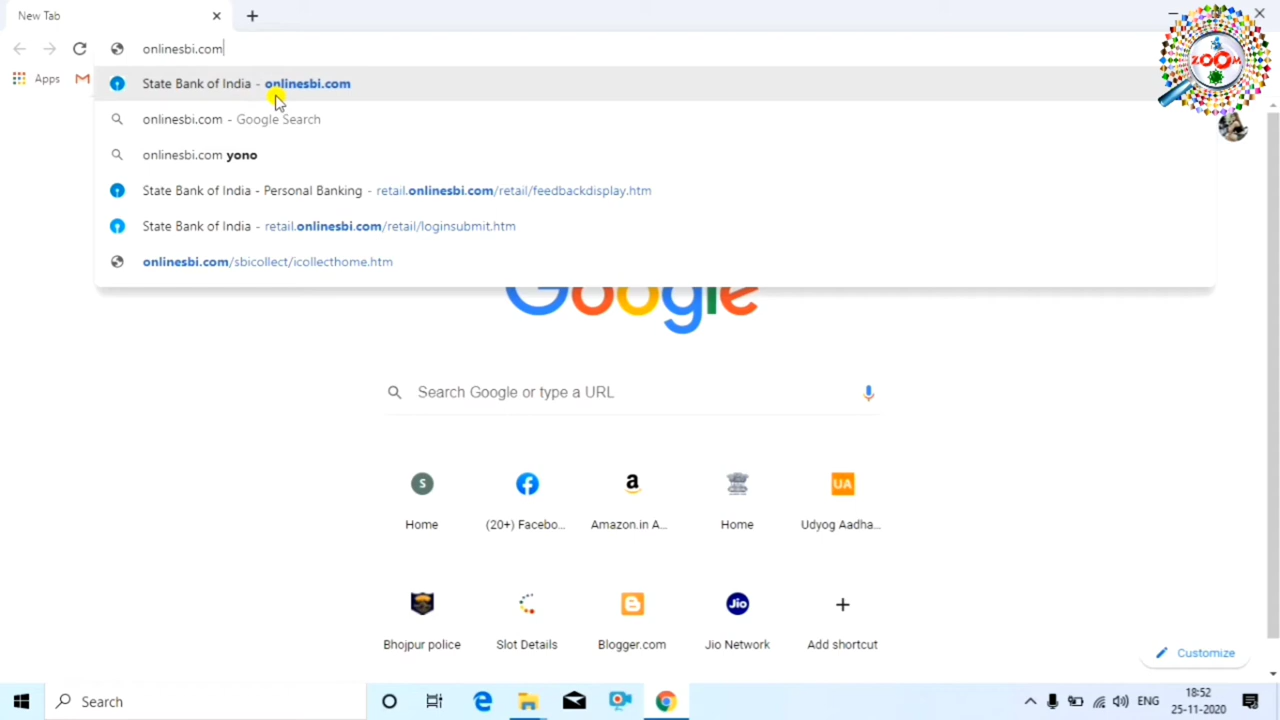 New Tab
onlinesbi.com
Apps
State Bank of India - onlinesbi.com
onlinesbi.com - Google Search
onlinesbi.com yono
State Bank of India - Personal Banking - retail.onlinesbi.com/retail/feedbackdisplay.htm
State Bank of India - retail.onlinesbi.com/retail/loginsubmit.htm
onlinesbi.com/sbicollect/icollecthome.htm
ZOOM
Google
Search Google or type a URL
S
a
UA
Home
(20+) Facebo...
Amazon.in A...
Home
Udyog Aadha...
Jio
Bhojpur police
Slot Details
Blogger.com
Jio Network
Add shortcut
Customize
Search
ENG
18:52
25-11-2020